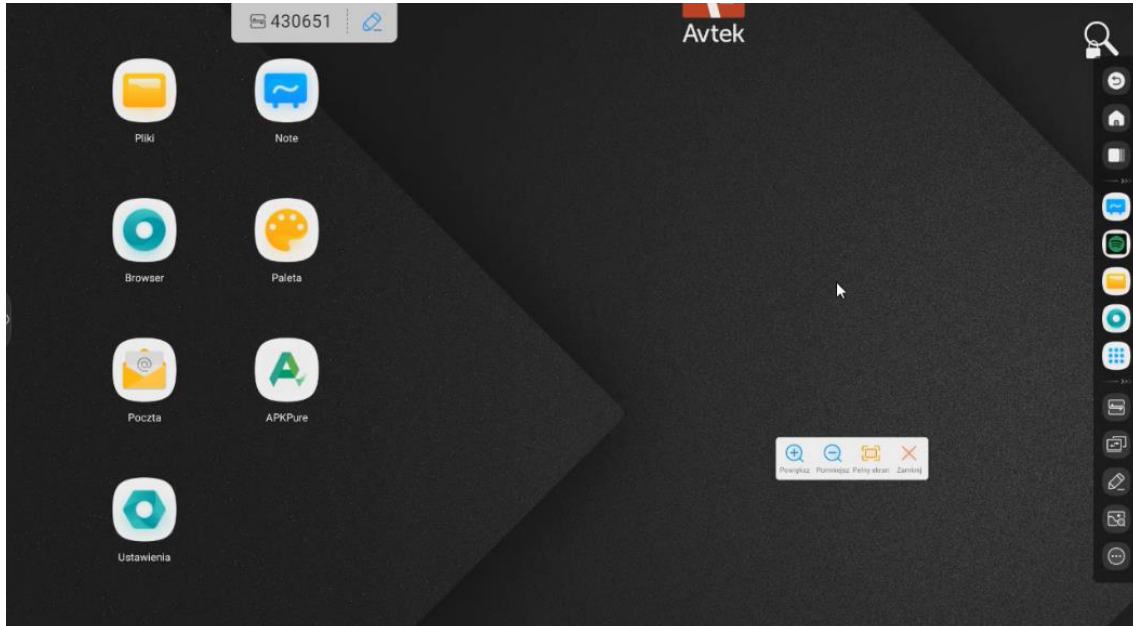 430651
Avtek
Pliki
Note
Browser
Paleta
Poczta
APKPure
Powiększ Pomniejsz Pełny ekran Zamknij
Ustawienia